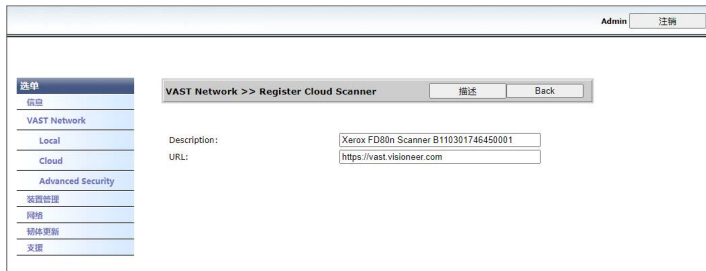 Admin 注销
选单
信息
VAST Network
Local
Cloud
Advanced Security
装置管理
网络
韧体更新
支援
VAST Network >> Register Cloud Scanner 描述 Back
Description: Xerox FD80n Scanner B110301746450001
URL: https://vast.visioneer.com